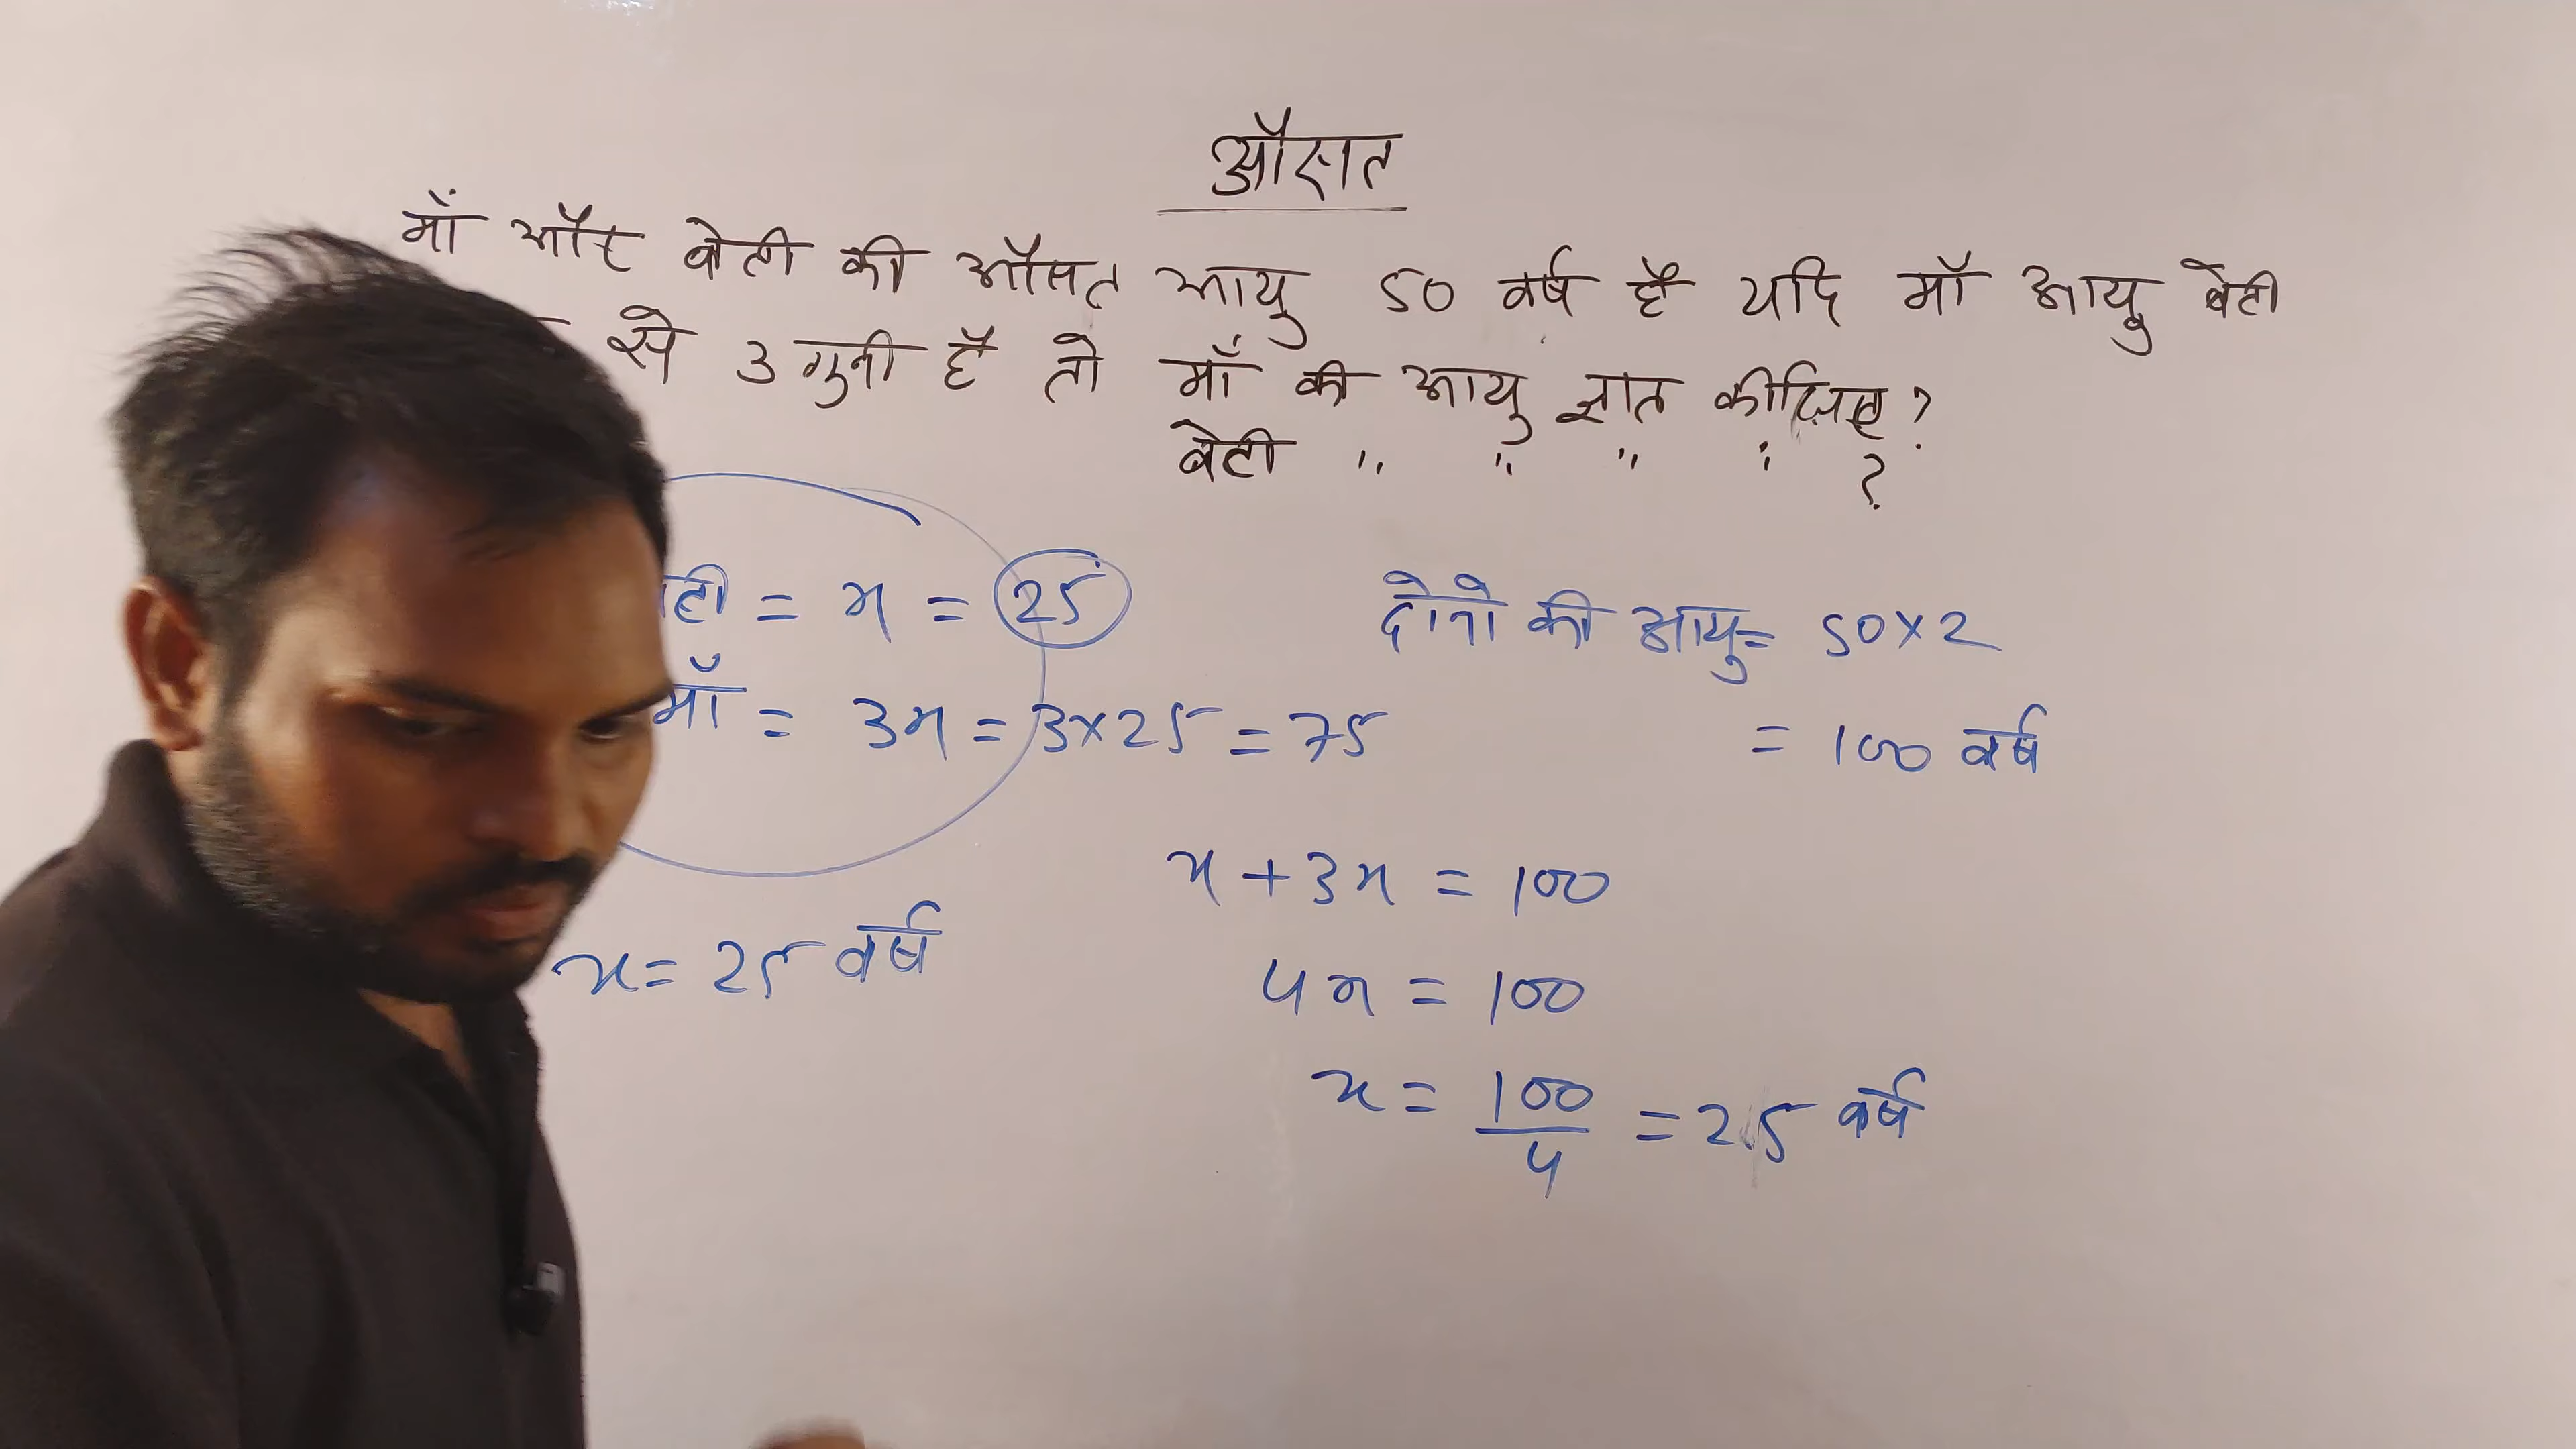 औसत
माँ और बेटी की औसत आयु 50 वर्ष है यदि माँ आयु बेटी
से 3 गुनी है तो माँ की आयु ज्ञात कीजिए?
बेटी " " " " ?
टी = x = 25
माँ = 3x = 3×25 = 75
x = 25 वर्ष
दोनो की आयु = 50×2
= 100 वर्ष
x + 3x = 100
4x = 100
x = 100/4 = 25 वर्ष